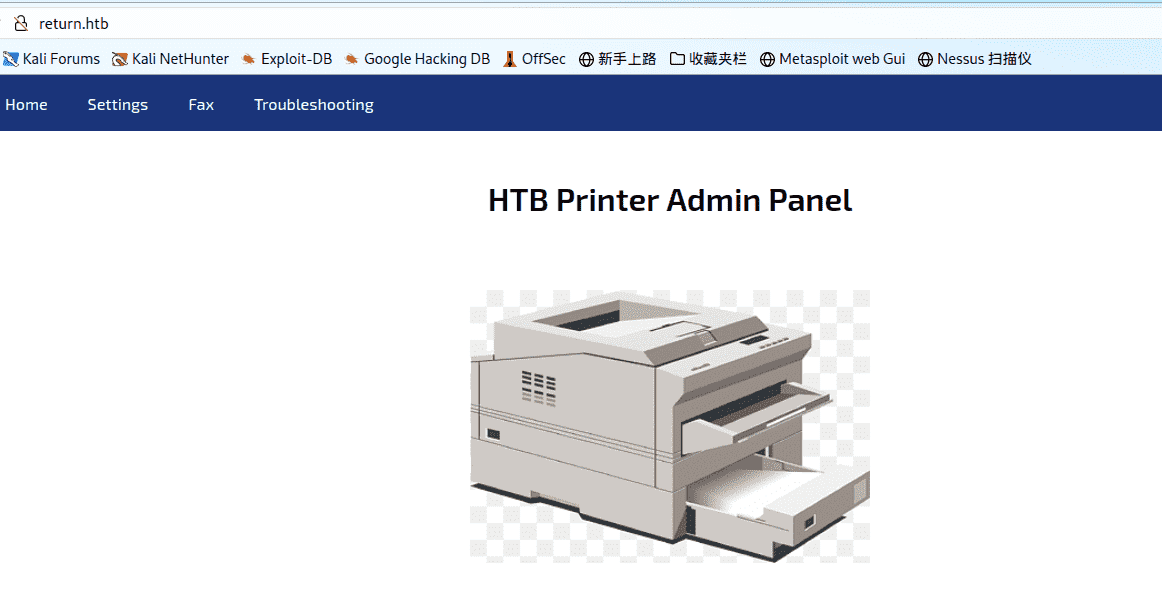 return.htb
Kali Forums Kali NetHunter Exploit-DB Google Hacking DB OffSec 新手上路 收藏夹栏 Metasploit web Gui Nessus 扫描仪
Home Settings Fax Troubleshooting
HTB Printer Admin Panel